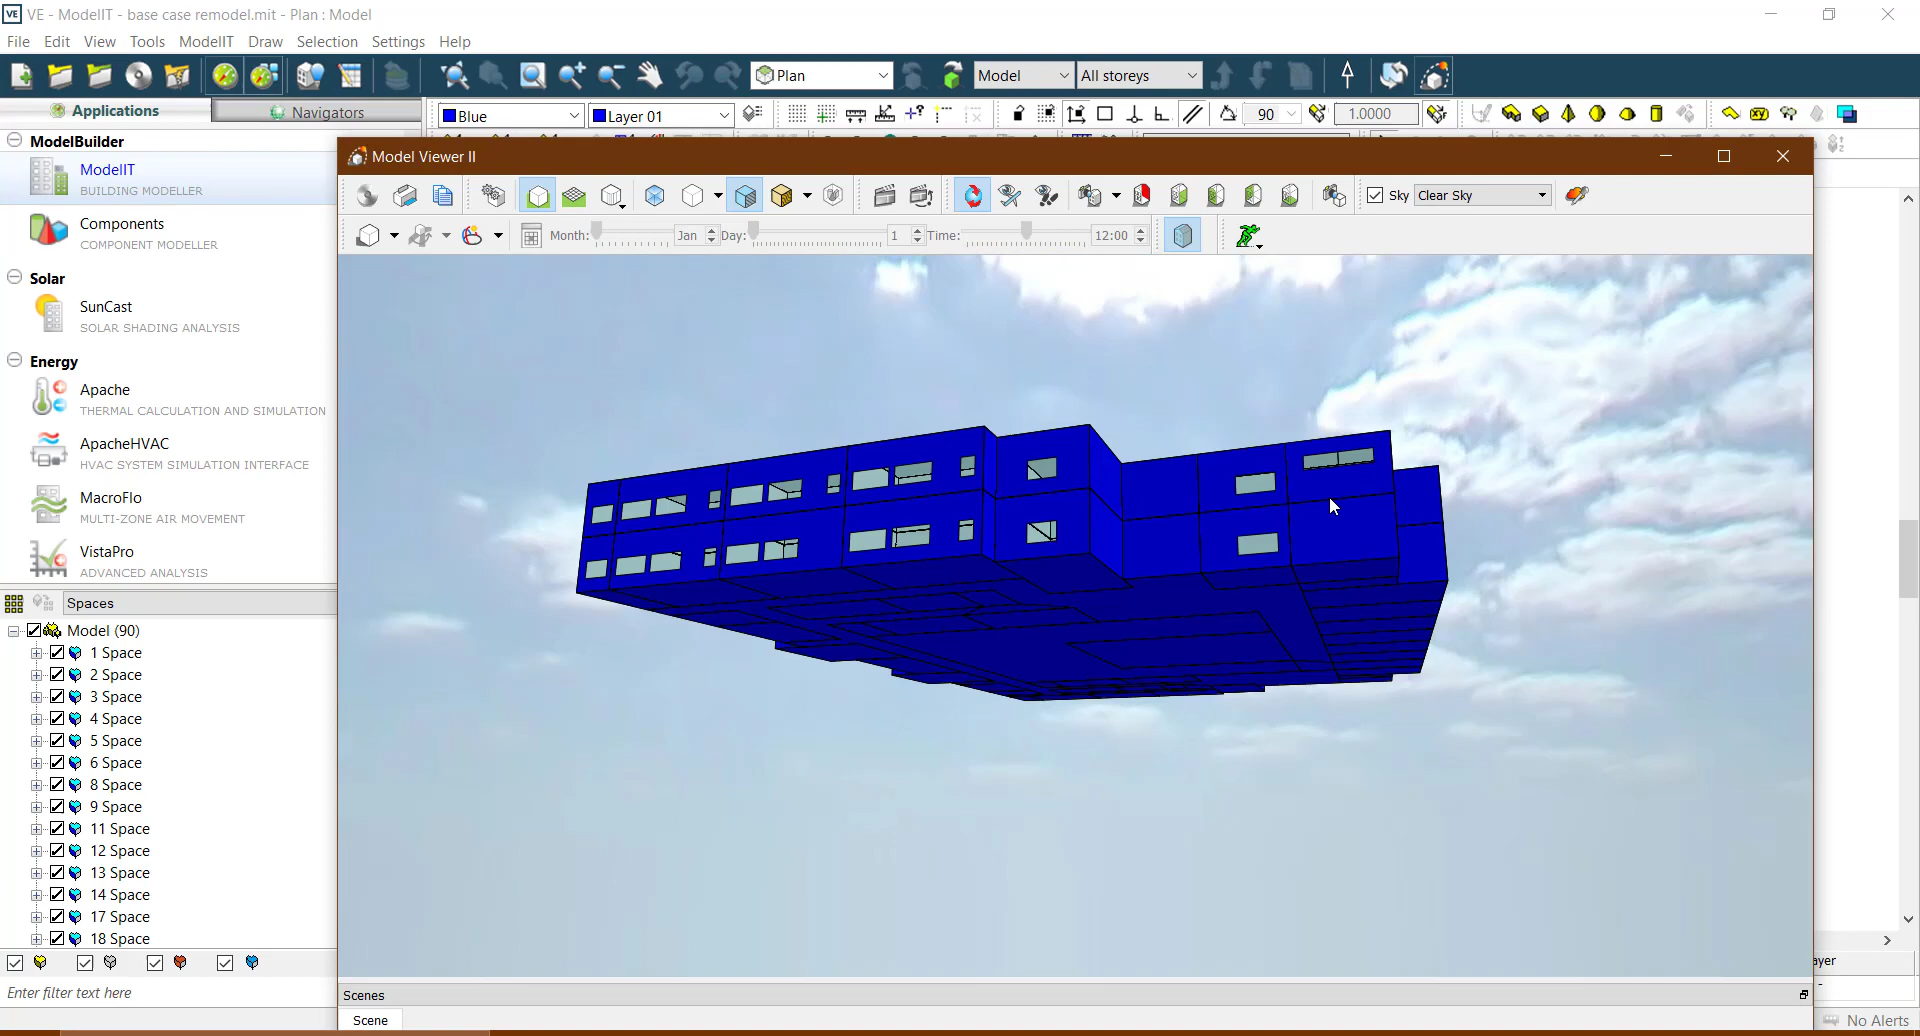 VE - ModelIT - base case remodel.mit - Plan : Model
File Edit View Tools ModelIT Draw Selection Settings Help
Plan Model All storeys
Applications Navigators Blue Layer 01 90 1.0000
ModelBuilder
ModelIT
BUILDING MODELLER
Components
COMPONENT MODELLER
Solar
SunCast
SOLAR SHADING ANALYSIS
Energy
Apache
THERMAL CALCULATION AND SIMULATION
ApacheHVAC
HVAC SYSTEM SIMULATION INTERFACE
MacroFlo
MULTI-ZONE AIR MOVEMENT
VistaPro
ADVANCED ANALYSIS
Spaces
Model (90)
1 Space
2 Space
3 Space
4 Space
5 Space
6 Space
8 Space
9 Space
11 Space
12 Space
13 Space
14 Space
17 Space
18 Space
Enter filter text here
Model Viewer II
Sky Clear Sky
Month: Jan Day: 1 Time: 12:00
Scenes
Scene
ayer
-
No Alerts